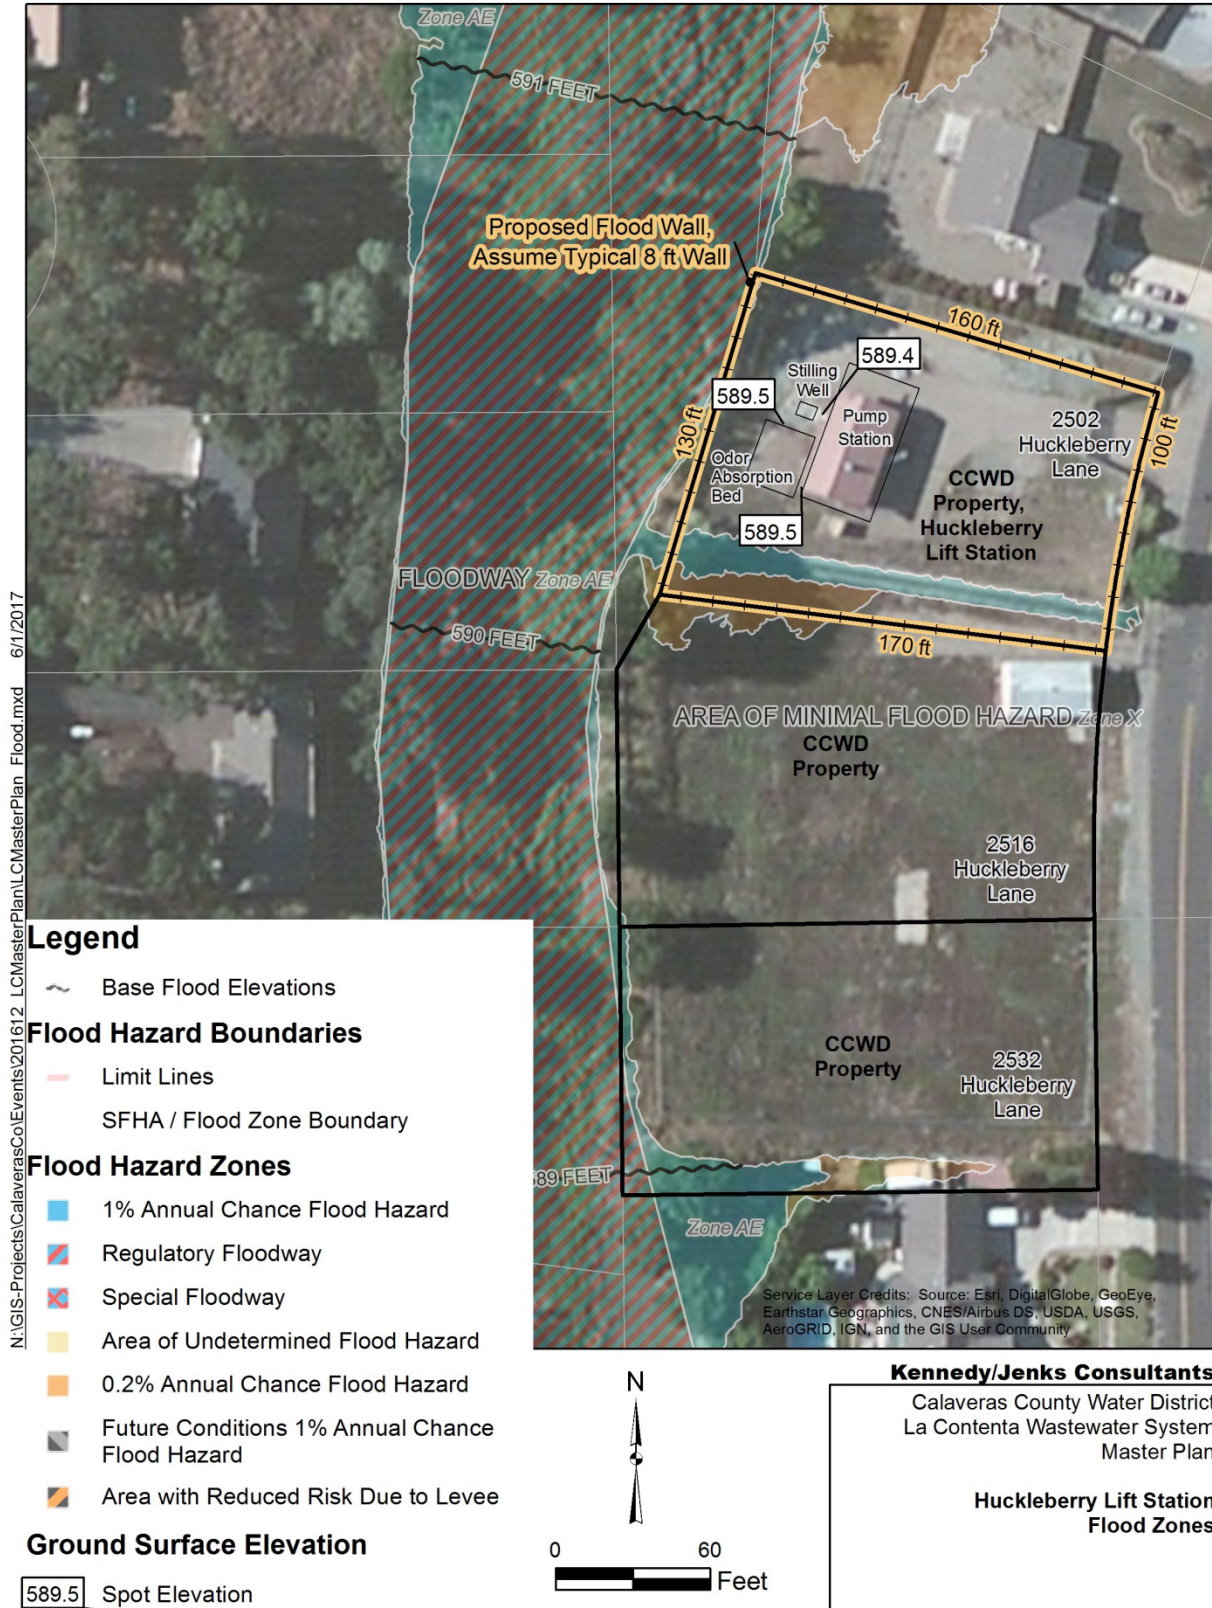 Zone AE
591 FEET
Proposed Flood Wall,
Assume Typical 8 ft Wall
160 ft
589.4
Stilling
Well
589.5
Pump
Station
2502
Huckleberry
Lane
130 ft
100 ft
Odor
Absorption
Bed
CCWD
Property,
Huckleberry
Lift Station
589.5
FLOODWAY Zone AE
590 FEET
170 ft
AREA OF MINIMAL FLOOD HAZARD Zone X
CCWD
Property
2516
Huckleberry
Lane
CCWD
Property
2532
Huckleberry
Lane
589 FEET
Zone AE
Service Layer Credits: Source: Esri, DigitalGlobe, GeoEye,
Earthstar Geographics, CNES/Airbus DS, USDA, USGS,
AeroGRID, IGN, and the GIS User Community
N:\GIS-Projects\CalaverasCo\Events\201612_LCMasterPlan\LCMasterPlan_Flood.mxd 6/1/2017
Legend
Base Flood Elevations
Flood Hazard Boundaries
Limit Lines
SFHA / Flood Zone Boundary
Flood Hazard Zones
1% Annual Chance Flood Hazard
Regulatory Floodway
Special Floodway
Area of Undetermined Flood Hazard
0.2% Annual Chance Flood Hazard
Future Conditions 1% Annual Chance
Flood Hazard
Area with Reduced Risk Due to Levee
Ground Surface Elevation
589.5 Spot Elevation
N
0 60
Feet
Kennedy/Jenks Consultants
Calaveras County Water District
La Contenta Wastewater System
Master Plan
Huckleberry Lift Station
Flood Zones